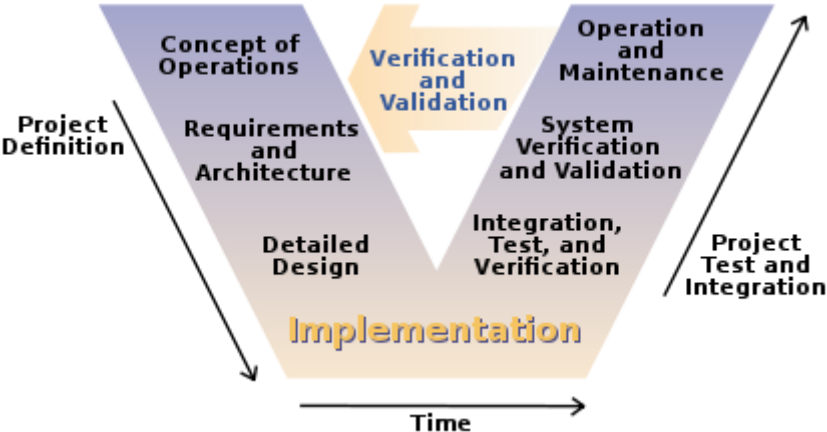 Concept of
Operations
Verification
and
Validation
Operation
and
Maintenance
Project
Definition
Requirements
and
Architecture
System
Verification
and Validation
Detailed
Design
Integration,
Test, and
Verification
Project
Test and
Integration
Implementation
Time